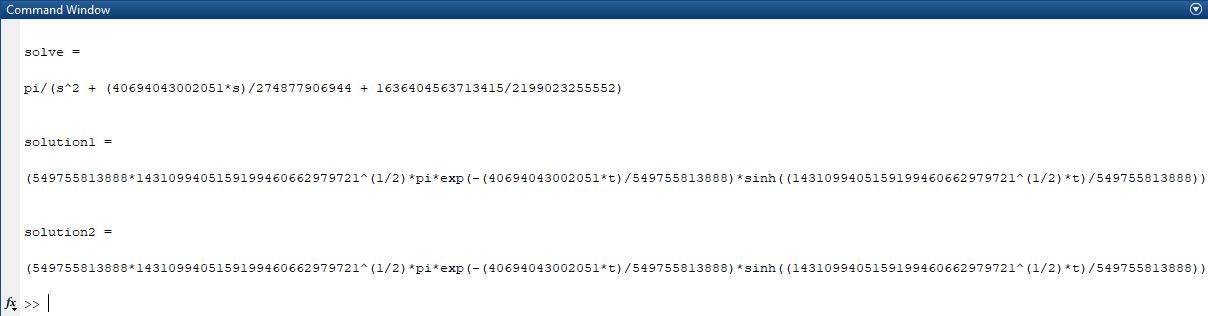 Command Window
solve =
pi/(s^2 + (40694043002051*s)/274877906944 + 1636404563713415/2199023255552)
solution1 =
(549755813888*1431099405159199460662979721^(1/2)*pi*exp(-(40694043002051*t)/549755813888)*sinh((1431099405159199460662979721^(1/2)*t)/549755813888))
solution2 =
(549755813888*1431099405159199460662979721^(1/2)*pi*exp(-(40694043002051*t)/549755813888)*sinh((1431099405159199460662979721^(1/2)*t)/549755813888))
fx >>